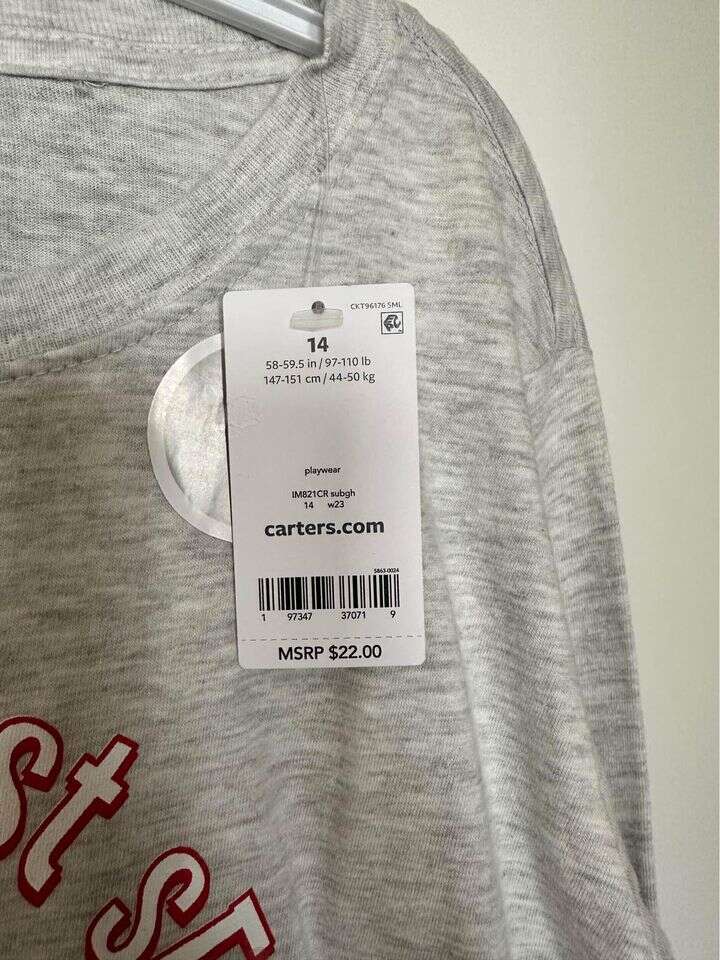 CKT96176 SML
14
58-59.5 in / 97-110 lb
147-151 cm / 44-50 kg
playwear
IM821CR subgh
14 w23
carters.com
5863-0024
1 97347 37071 9
MSRP $22.00
st